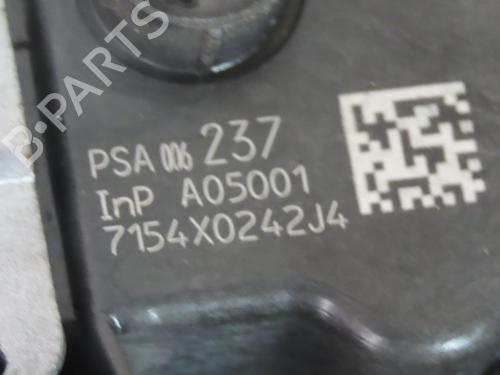 B-PARTS
PSA 006 237
InP A05001
7154X0242J4